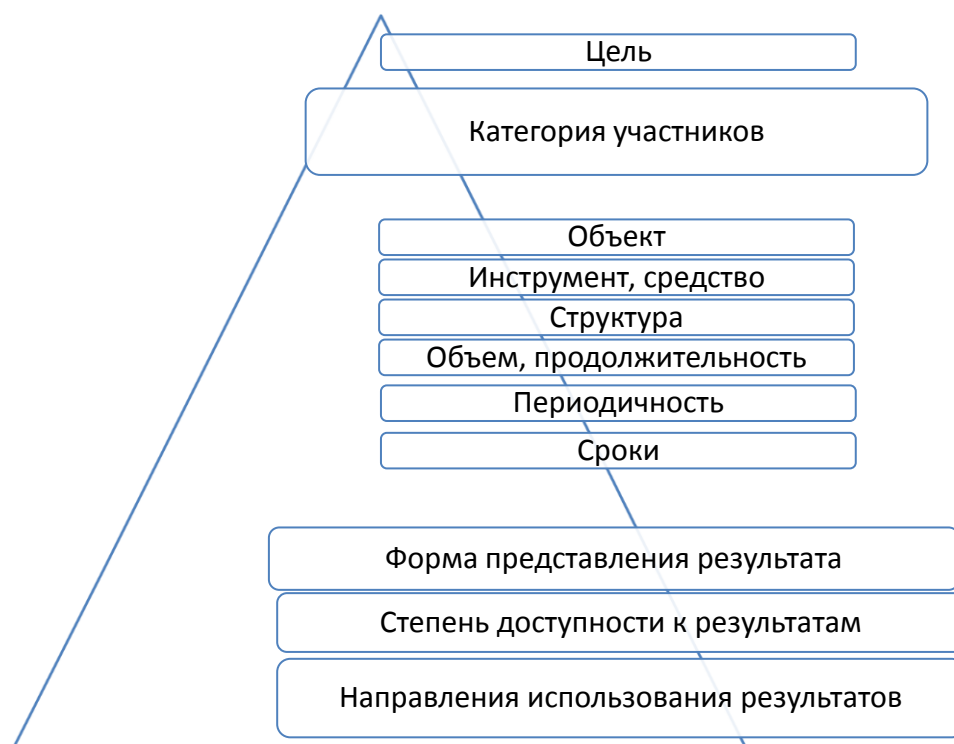 Цель
Категория участников
Объект
Инструмент, средство
Структура
Объем, продолжительность
Периодичность
Сроки
Форма представления результата
Степень доступности к результатам
Направления использования результатов